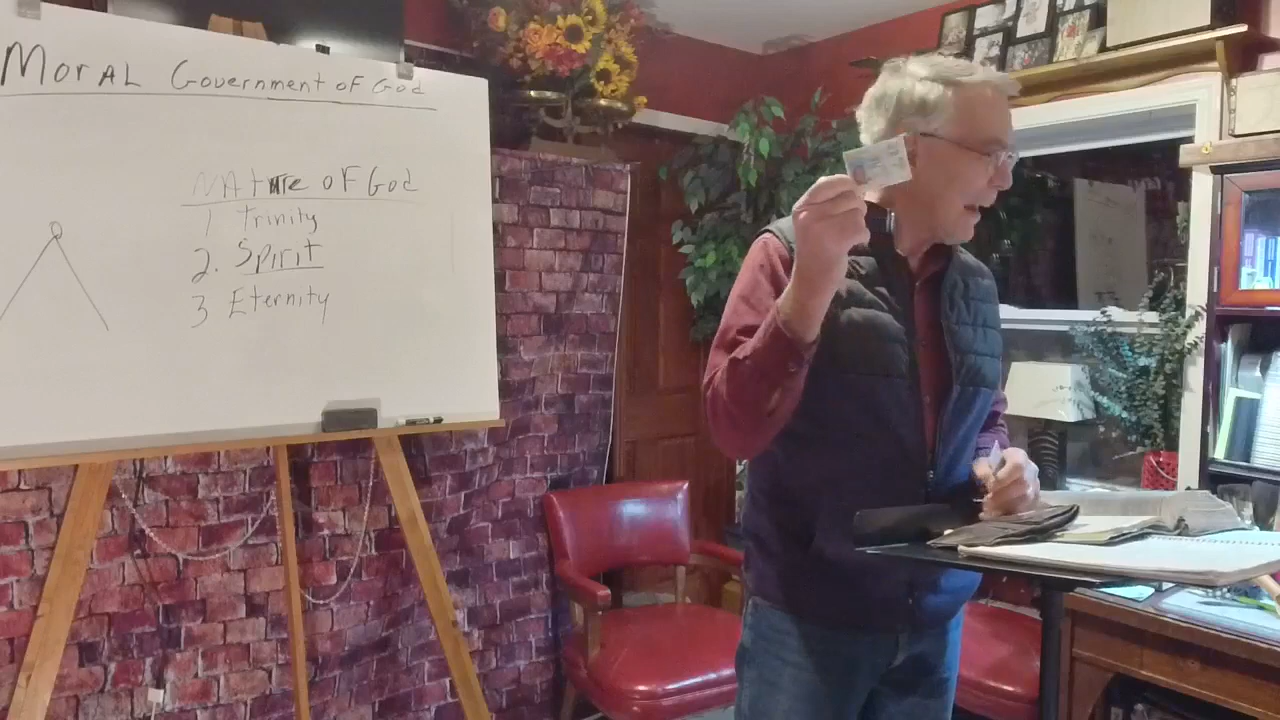 Moral Government of God
Nature of God
1 Trinity
2. Spirit
3 Eternity